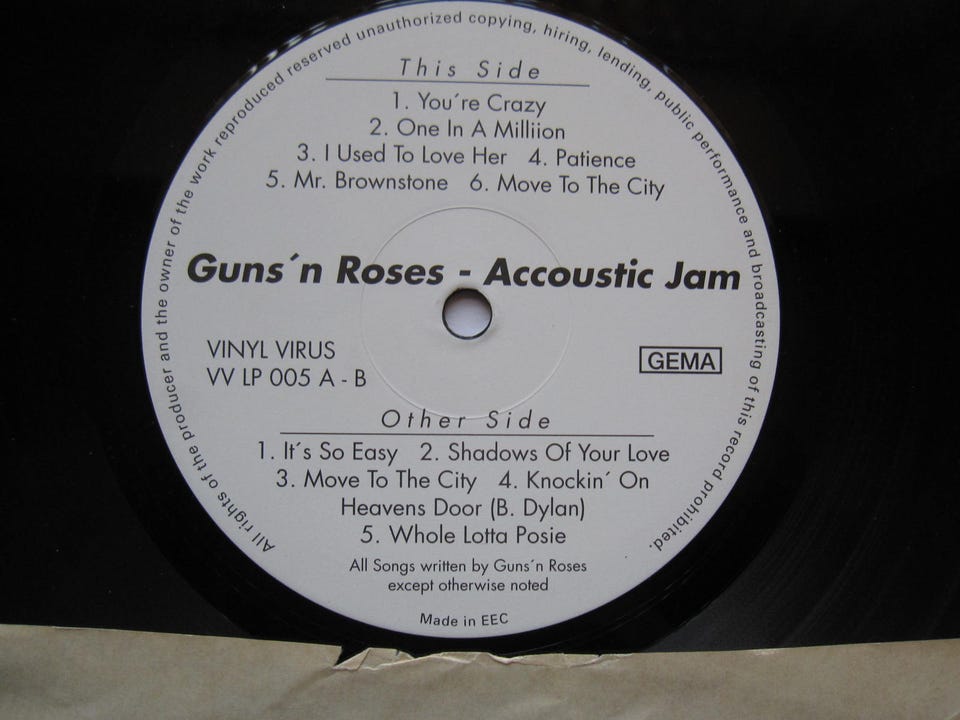 This Side
1. You´re Crazy
2. One In A Milliion
3. I Used To Love Her 4. Patience
5. Mr. Brownstone 6. Move To The City
Guns´n Roses - Accoustic Jam
VINYL VIRUS
VV LP 005 A - B
GEMA
Other Side
1. It´s So Easy 2. Shadows Of Your Love
3. Move To The City 4. Knockin´ On
Heavens Door (B. Dylan)
5. Whole Lotta Posie
All Songs written by Guns´n Roses
except otherwise noted
Made in EEC
All rights of the producer and the owner of the work reproduced reserved unauthorized copying, hiring, lending, public performance and broadcasting of this record prohibited.